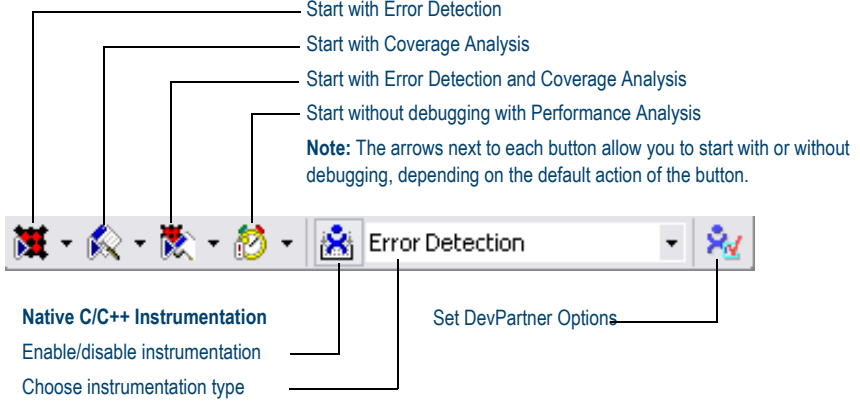 Start with Error Detection
Start with Coverage Analysis
Start with Error Detection and Coverage Analysis
Start without debugging with Performance Analysis
Note: The arrows next to each button allow you to start with or without
debugging, depending on the default action of the button.
Error Detection
Native C/C++ Instrumentation
Enable/disable instrumentation
Choose instrumentation type
Set DevPartner Options